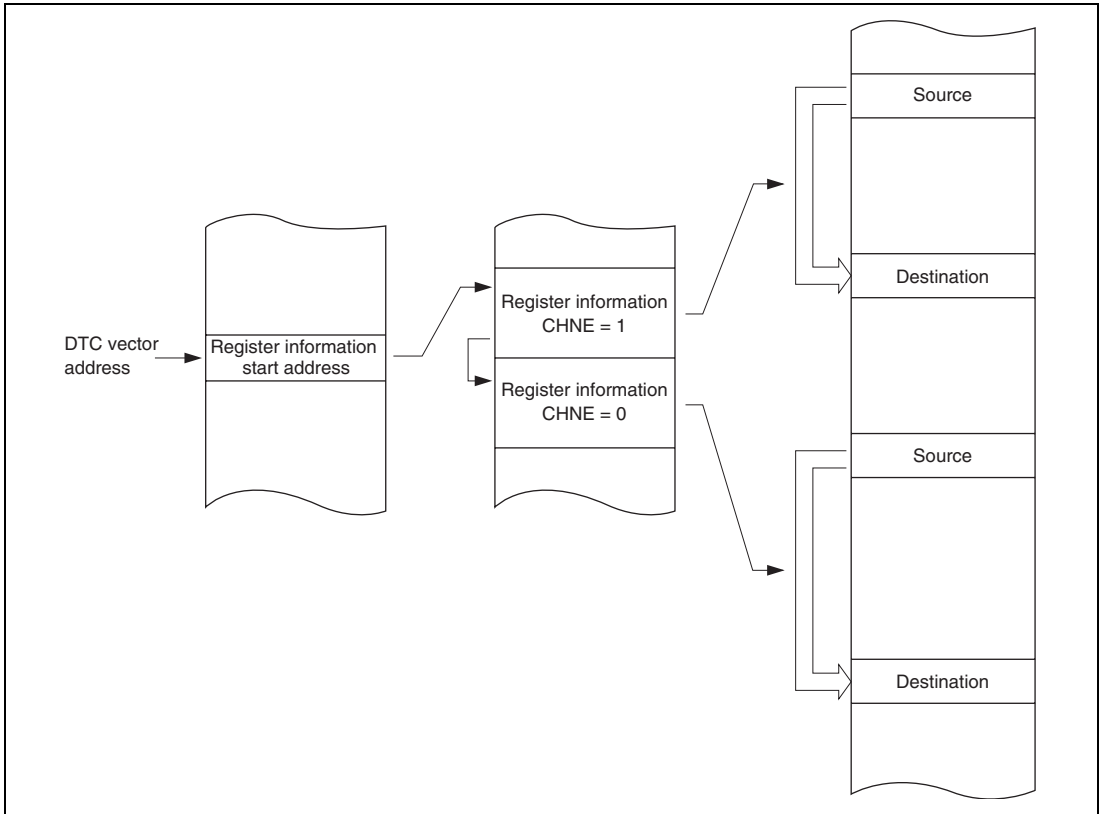 DTC vector
address
Register information
start address
Register information
CHNE = 1
Register information
CHNE = 0
Source
Destination
Source
Destination